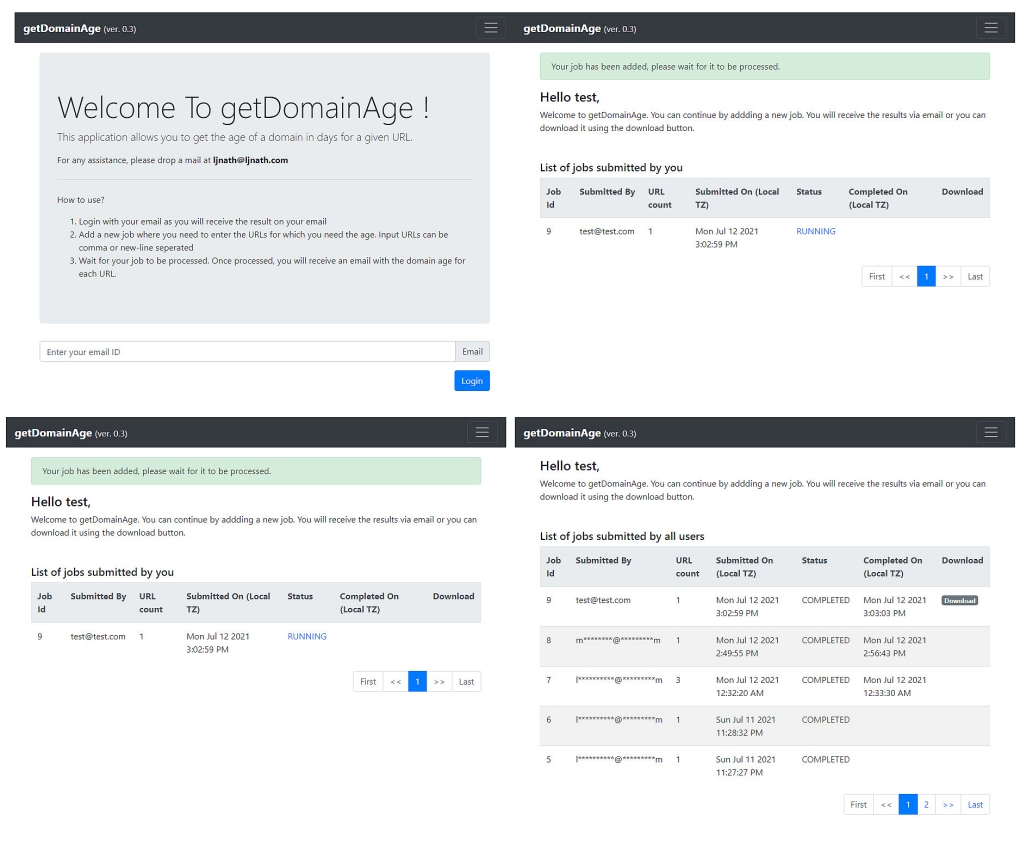 getDomainAge (ver. 0.3)
Welcome To getDomainAge !
This application allows you to get the age of a domain in days for a given URL.
For any assistance, please drop a mail at ljnath@ljnath.com
How to use?
1. Login with your email as you will receive the result on your email
2. Add a new job where you need to enter the URLs for which you need the age. Input URLs can be
comma or new-line seperated
3. Wait for your job to be processed. Once processed, you will receive an email with the domain age for
each URL.
Enter your email ID Email
Login
getDomainAge (ver. 0.3)
Your job has been added, please wait for it to be processed.
Hello test,
Welcome to getDomainAge. You can continue by addding a new job. You will receive the results via email or you can
download it using the download button.
List of jobs submitted by you
Job Submitted By URL Submitted On (Local Status Completed On Download
Id count TZ) (Local TZ)
9 test@test.com 1 Mon Jul 12 2021 RUNNING
3:02:59 PM
First << 1 >> Last
getDomainAge (ver. 0.3)
Your job has been added, please wait for it to be processed.
Hello test,
Welcome to getDomainAge. You can continue by addding a new job. You will receive the results via email or you can
download it using the download button.
List of jobs submitted by you
Job Submitted By URL Submitted On (Local Status Completed On Download
Id count TZ) (Local TZ)
9 test@test.com 1 Mon Jul 12 2021 RUNNING
3:02:59 PM
First << 1 >> Last
getDomainAge (ver. 0.3)
Hello test,
Welcome to getDomainAge. You can continue by addding a new job. You will receive the results via email or you can
download it using the download button.
List of jobs submitted by all users
Job Submitted By URL Submitted On Status Completed On Download
Id count (Local TZ) (Local TZ)
9 test@test.com 1 Mon Jul 12 2021 COMPLETED Mon Jul 12 2021 Download
3:02:59 PM 3:03:03 PM
8 m********@*********m 1 Mon Jul 12 2021 COMPLETED Mon Jul 12 2021
2:49:55 PM 2:56:43 PM
7 l**********@*********m 3 Mon Jul 12 2021 COMPLETED Mon Jul 12 2021
12:32:20 AM 12:33:30 AM
6 l**********@*********m 1 Sun Jul 11 2021 COMPLETED
11:28:32 PM
5 l**********@*********m 1 Sun Jul 11 2021 COMPLETED
11:27:27 PM
First << 1 2 >> Last